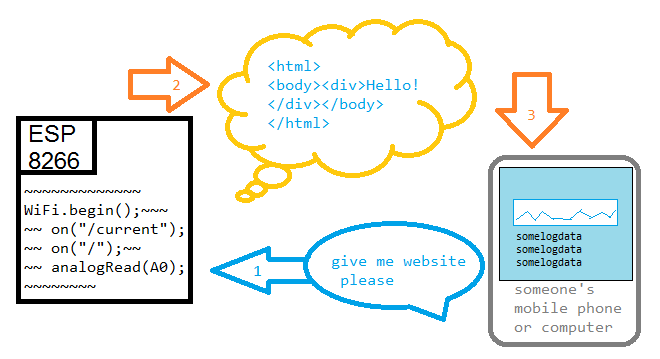 <html>
<body><div>Hello!
</div></body>
</html>
2
3
ESP
8266
~~~~~~~~~~~~~
WiFi.begin();~~~
~~ on("/current");
~~ on("/");~~
~~ analogRead(A0);
~~~~~~~~
1
give me website
please
somelogdata
somelogdata
somelogdata
someone's
mobile phone
or computer